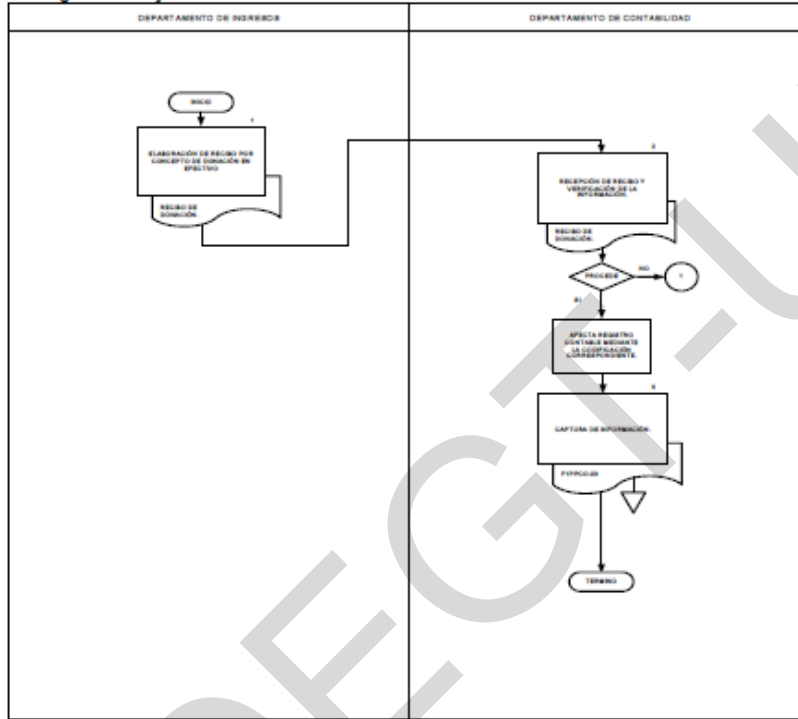 DEPARTAMENTO DE INGRESOS
DEPARTAMENTO DE CONTABILIDAD
INICIO
1
ELABORACIÓN DE RECIBO POR
CONCEPTO DE DONACIÓN EN
EFECTIVO
RECIBO DE
DONACIÓN.
2
RECEPCIÓN DE RECIBO Y
VERIFICACIÓN DE LA
INFORMACIÓN.
RECIBO DE
DONACIÓN.
PROCEDE
NO
1
SI
AFECTA REGISTRO
CONTABLE MEDIANTE
LA CODIFICACIÓN
CORRESPONDIENTE.
CAPTURA DE INFORMACIÓN.
TERMINO